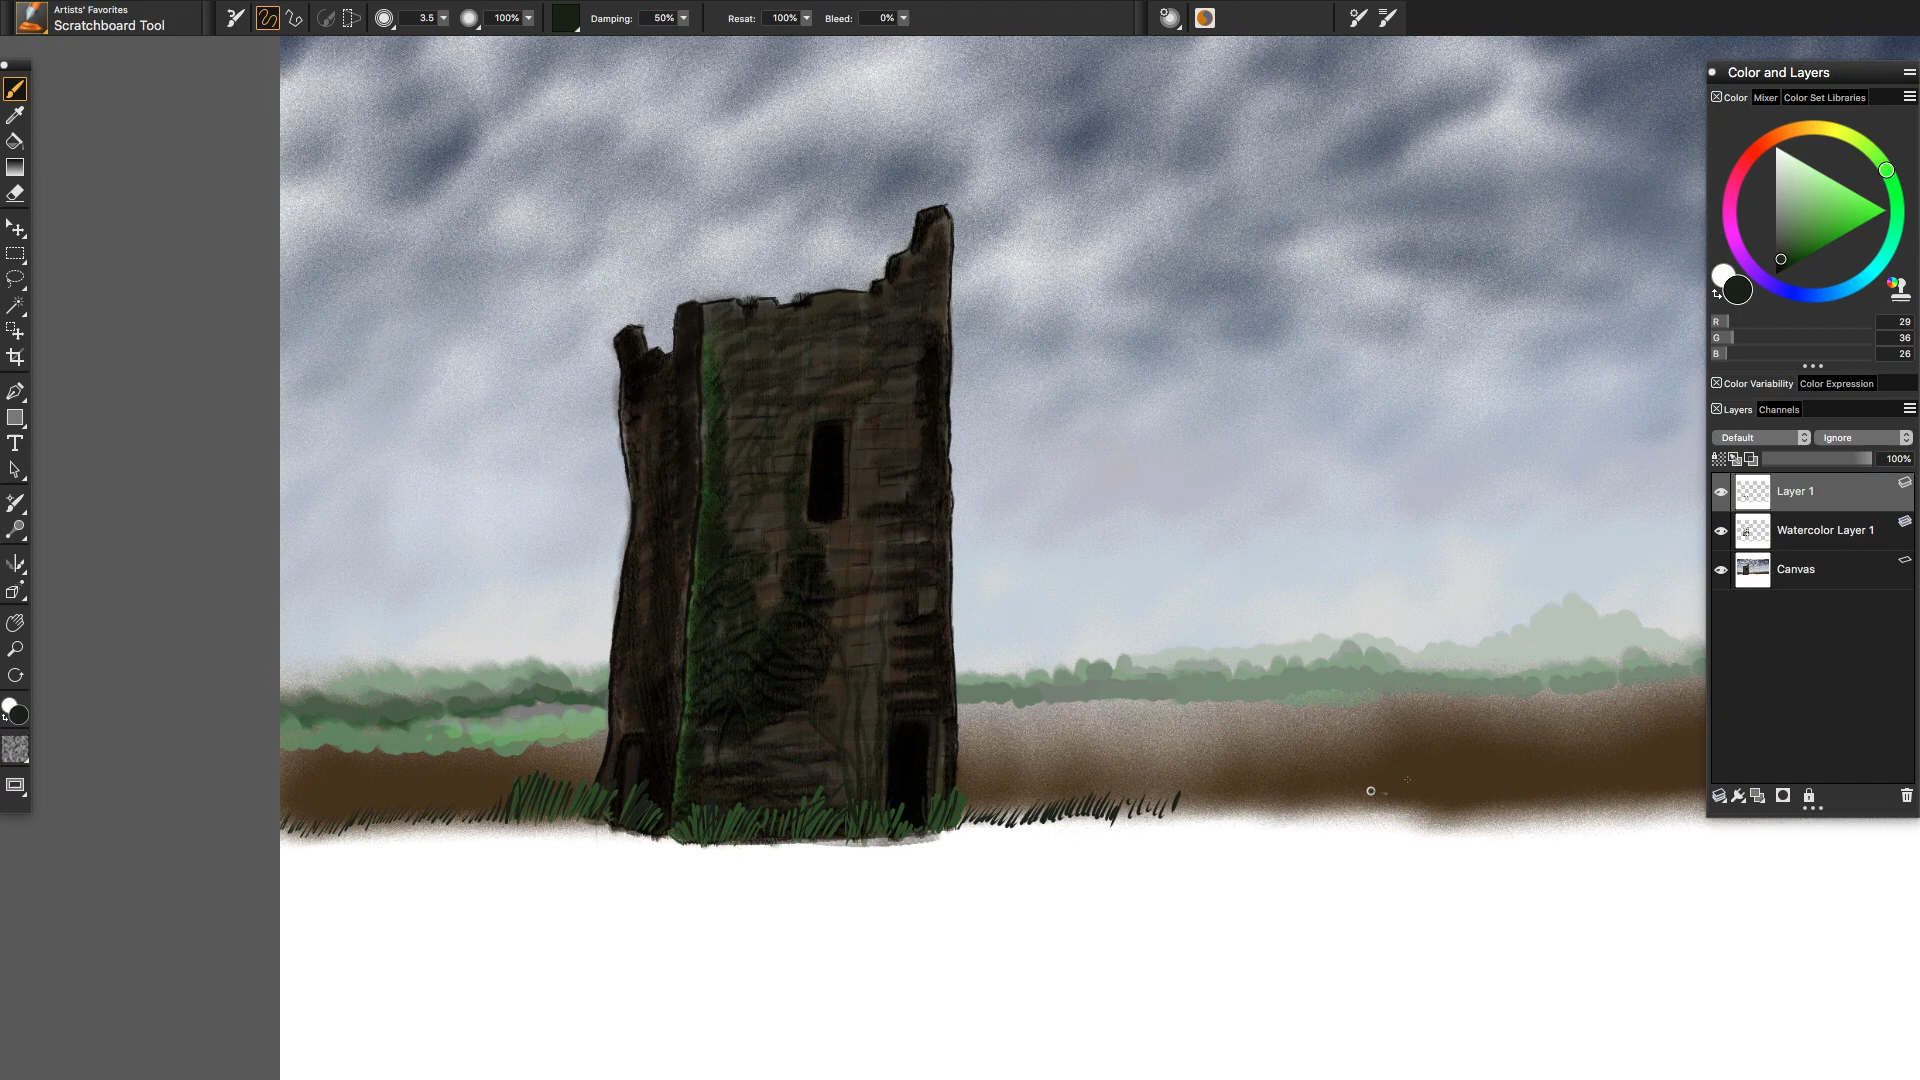 Artists' Favorites
Scratchboard Tool
3.5
100%
Damping: 50%
Resat: 100%
Bleed: 0%
Color and Layers
Color Mixer Color Set Libraries
R 29
G 36
B 26
Color Variability Color Expression
Layers Channels
Default Ignore
100%
Layer 1
Watercolor Layer 1
Canvas